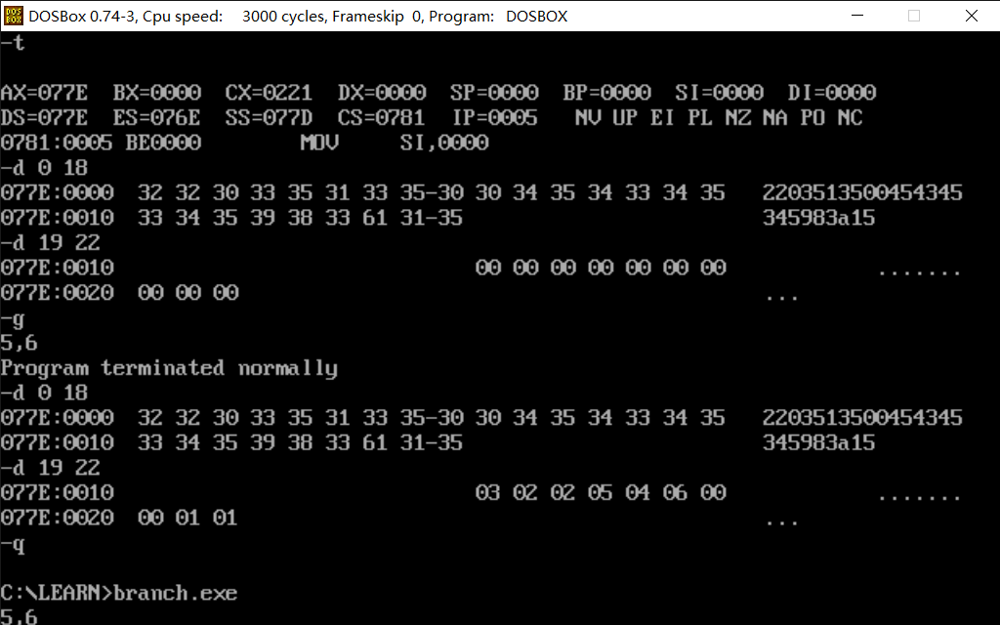 DOSBox 0.74-3, Cpu speed: 3000 cycles, Frameskip 0, Program: DOSBOX
-t
AX=077E BX=0000 CX=0221 DX=0000 SP=0000 BP=0000 SI=0000 DI=0000
DS=077E ES=076E SS=077D CS=0781 IP=0005 NV UP EI PL NZ NA PO NC
0781:0005 BE0000 MOV SI,0000
-d 0 18
077E:0000 32 32 30 33 35 31 33 35-30 30 34 35 34 33 34 35 2203513500454345
077E:0010 33 34 35 39 38 33 61 31-35 345983a15
-d 19 22
077E:0010 00 00 00 00 00 00 00 .......
077E:0020 00 00 00 ...
-g
5,6
Program terminated normally
-d 0 18
077E:0000 32 32 30 33 35 31 33 35-30 30 34 35 34 33 34 35 2203513500454345
077E:0010 33 34 35 39 38 33 61 31-35 345983a15
-d 19 22
077E:0010 03 02 02 05 04 06 00 .......
077E:0020 00 01 01 ...
-q
C:\LEARN>branch.exe
5,6